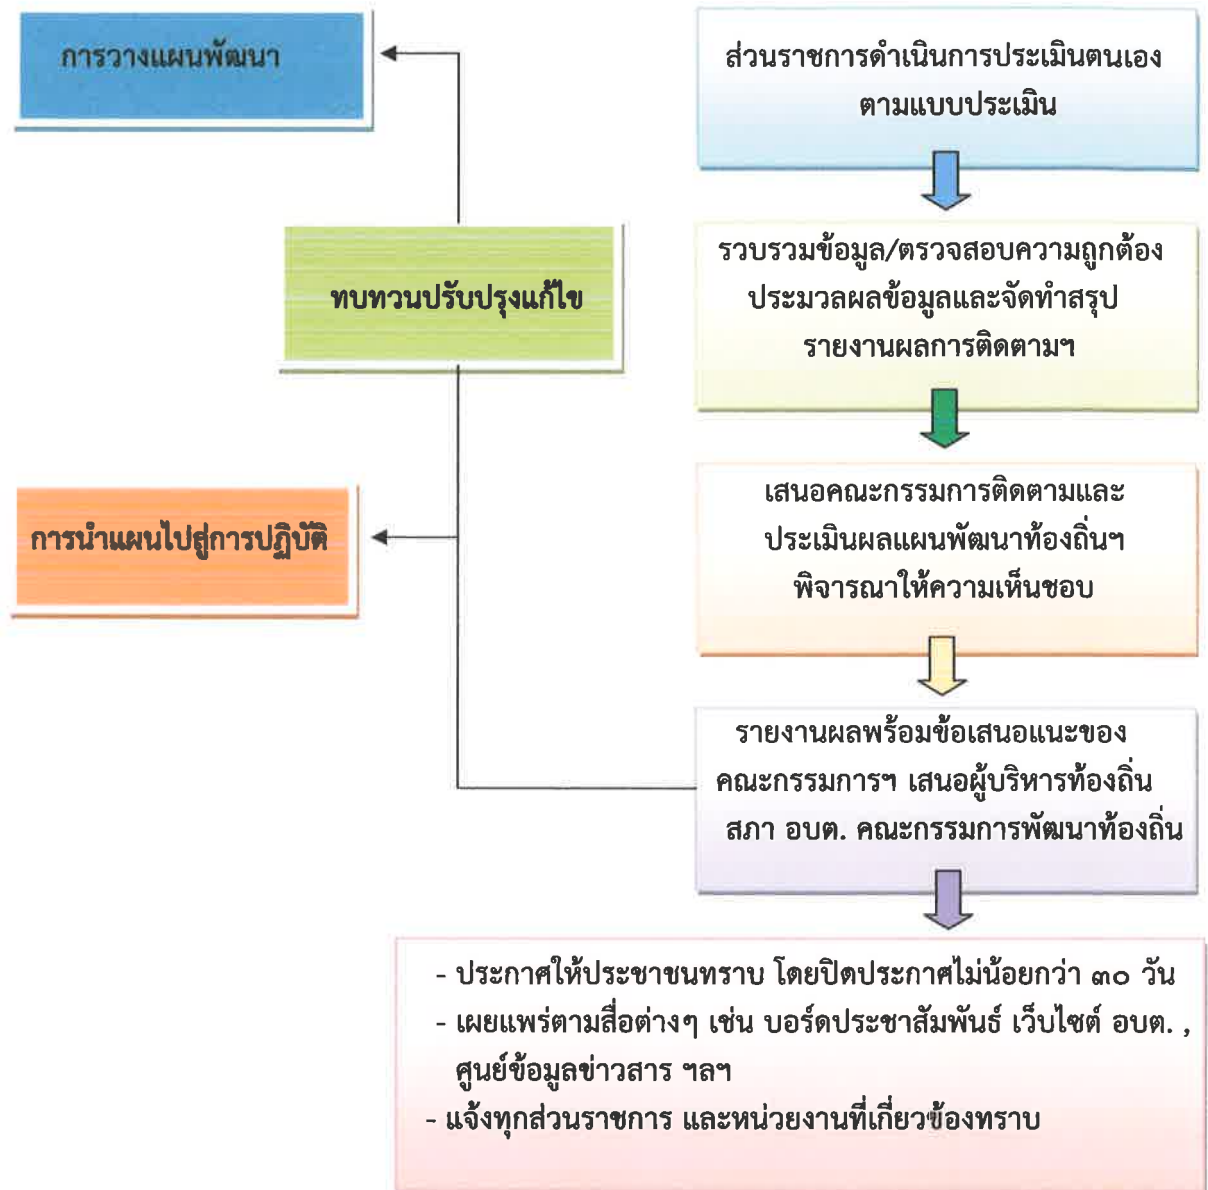 การวางแผนพัฒนา
ส่วนราชการดำเนินการประเมินตนเอง
ตามแบบประเมิน
ทบทวนปรับปรุงแก้ไข
รวบรวมข้อมูล/ตรวจสอบความถูกต้อง
ประมวลผลข้อมูลและจัดทำสรุป
รายงานผลการติดตามฯ
การนำแผนไปสู่การปฏิบัติ
เสนอคณะกรรมการติดตามและ
ประเมินผลแผนพัฒนาท้องถิ่นฯ
พิจารณาให้ความเห็นชอบ
รายงานผลพร้อมข้อเสนอแนะของ
คณะกรรมการฯ เสนอผู้บริหารท้องถิ่น
สภา อบต. คณะกรรมการพัฒนาท้องถิ่น
- ประกาศให้ประชาชนทราบ โดยปิดประกาศไม่น้อยกว่า ๓๐ วัน
- เผยแพร่ตามสื่อต่างๆ เช่น บอร์ดประชาสัมพันธ์ เว็บไซต์ อบต. ,
ศูนย์ข้อมูลข่าวสาร ฯลฯ
- แจ้งทุกส่วนราชการ และหน่วยงานที่เกี่ยวข้องทราบ